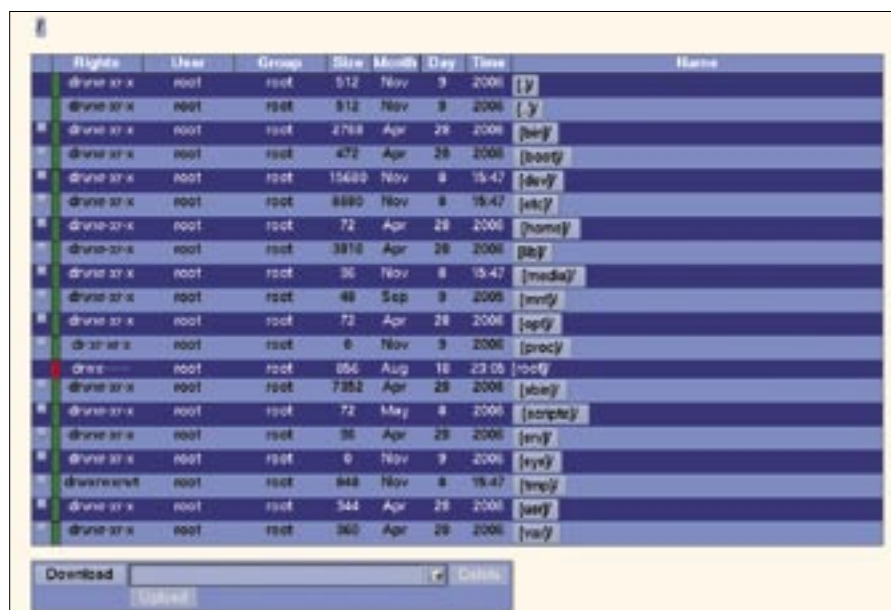 /
Rights User Group Size Month Day Time Name
drwxr-xr-x root root 512 Nov 9 2006 [.]/
drwxr-xr-x root root 512 Nov 9 2006 [..]/
drwxr-xr-x root root 2768 Apr 28 2006 [bin]/
drwxr-xr-x root root 472 Apr 28 2006 [boot]/
drwxr-xr-x root root 15680 Nov 8 15:47 [dev]/
drwxr-xr-x root root Nov 8 15:47 [etc]/
drwxr-xr-x root root 72 Apr 28 2006 [home]/
drwxr-xr-x root root Apr 28 2006 [lib]/
drwxr-xr-x root root 36 Nov 8 15:47 [media]/
drwxr-xr-x root root 48 Sep 9 2005 [mnt]/
drwxr-xr-x root root 72 Apr 28 2006 [opt]/
dr-xr-xr-x root root 0 Nov 9 2006 [proc]/
drwx------ root root 856 Aug 18 23:05 [root]/
drwxr-xr-x root root 7352 Apr 28 2006 [sbin]/
drwxr-xr-x root root 72 May 8 2006 [scripts]/
drwxr-xr-x root root 36 Apr 28 2006 [srv]/
drwxr-xr-x root root 0 Nov 9 2006 [sys]/
drwxrwxrwt root root 848 Nov 8 15:47 [tmp]/
drwxr-xr-x root root 344 Apr 28 2006 [usr]/
drwxr-xr-x root root 360 Apr 28 2006 [var]/
Download Delete
Upload